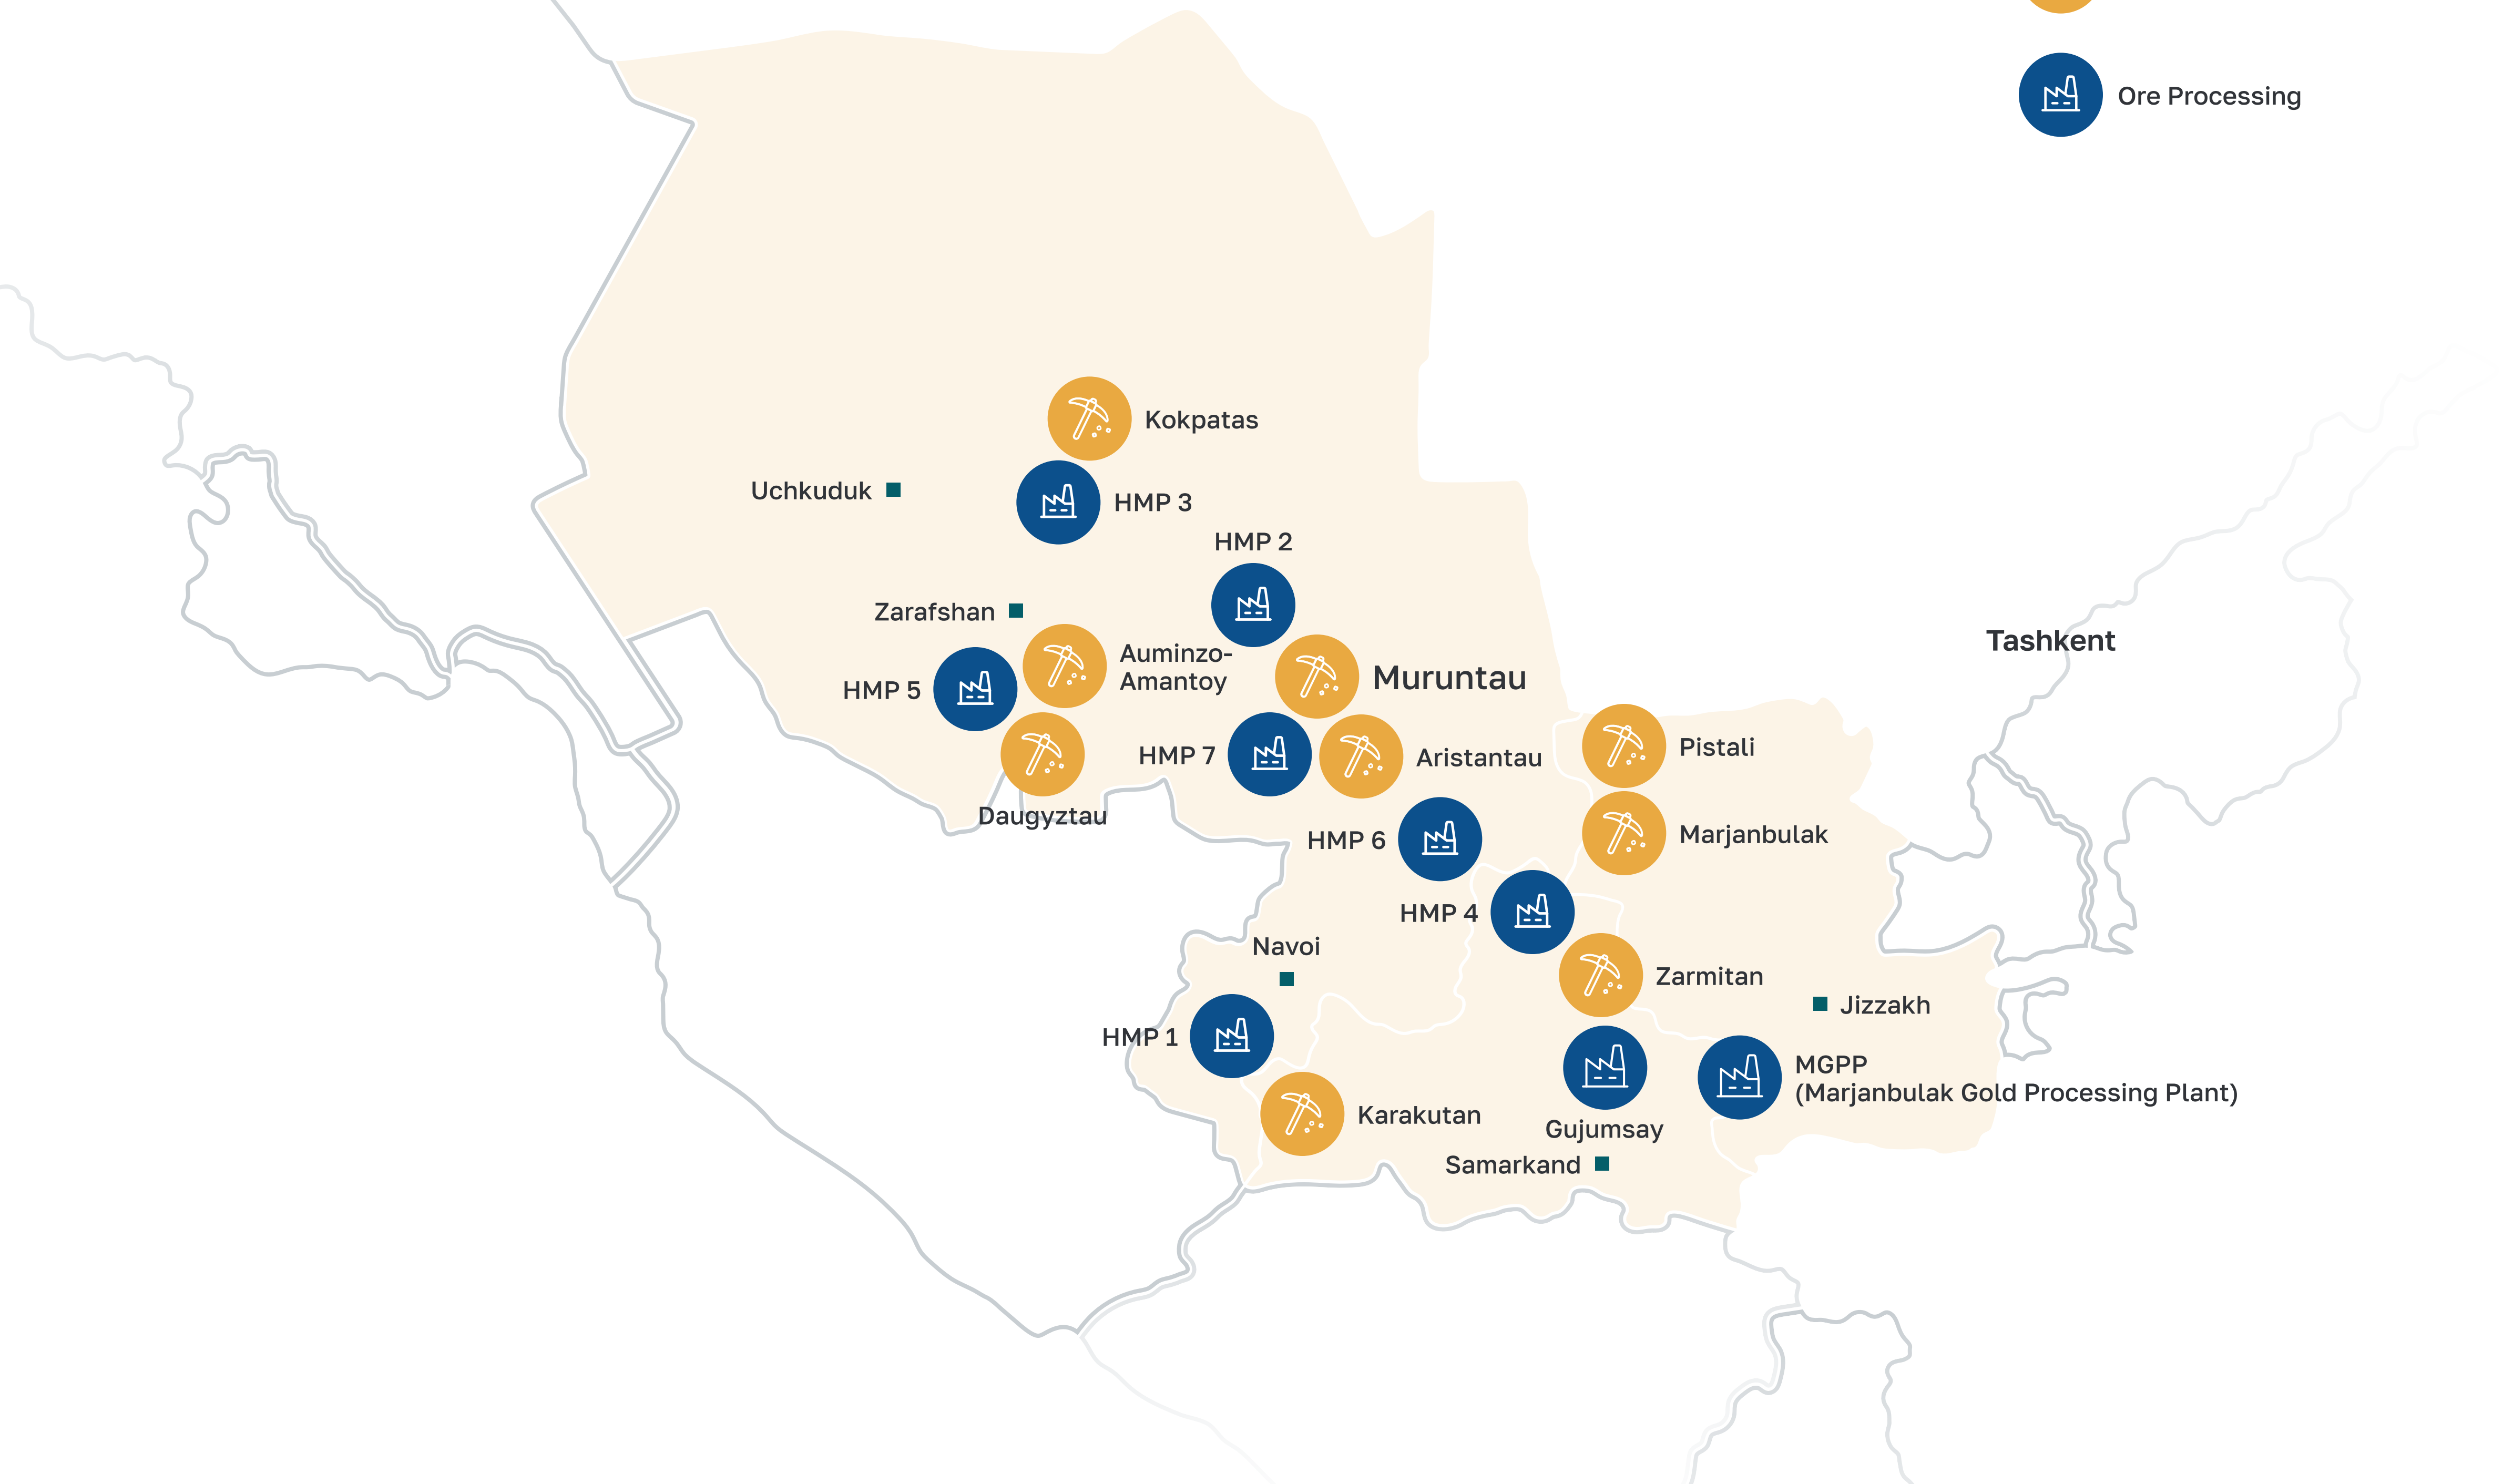 Ore Processing
Kokpatas
Uchkuduk
HMP 3
HMP 2
Zarafshan
Tashkent
Auminzo-
Amantoy
Muruntau
HMP 5
Pistali
HMP 7
Aristantau
Daugyztau
Marjanbulak
HMP 6
HMP 4
Navoi
Zarmitan
Jizzakh
HMP 1
MGPP
(Marjanbulak Gold Processing Plant)
Karakutan
Gujumsay
Samarkand